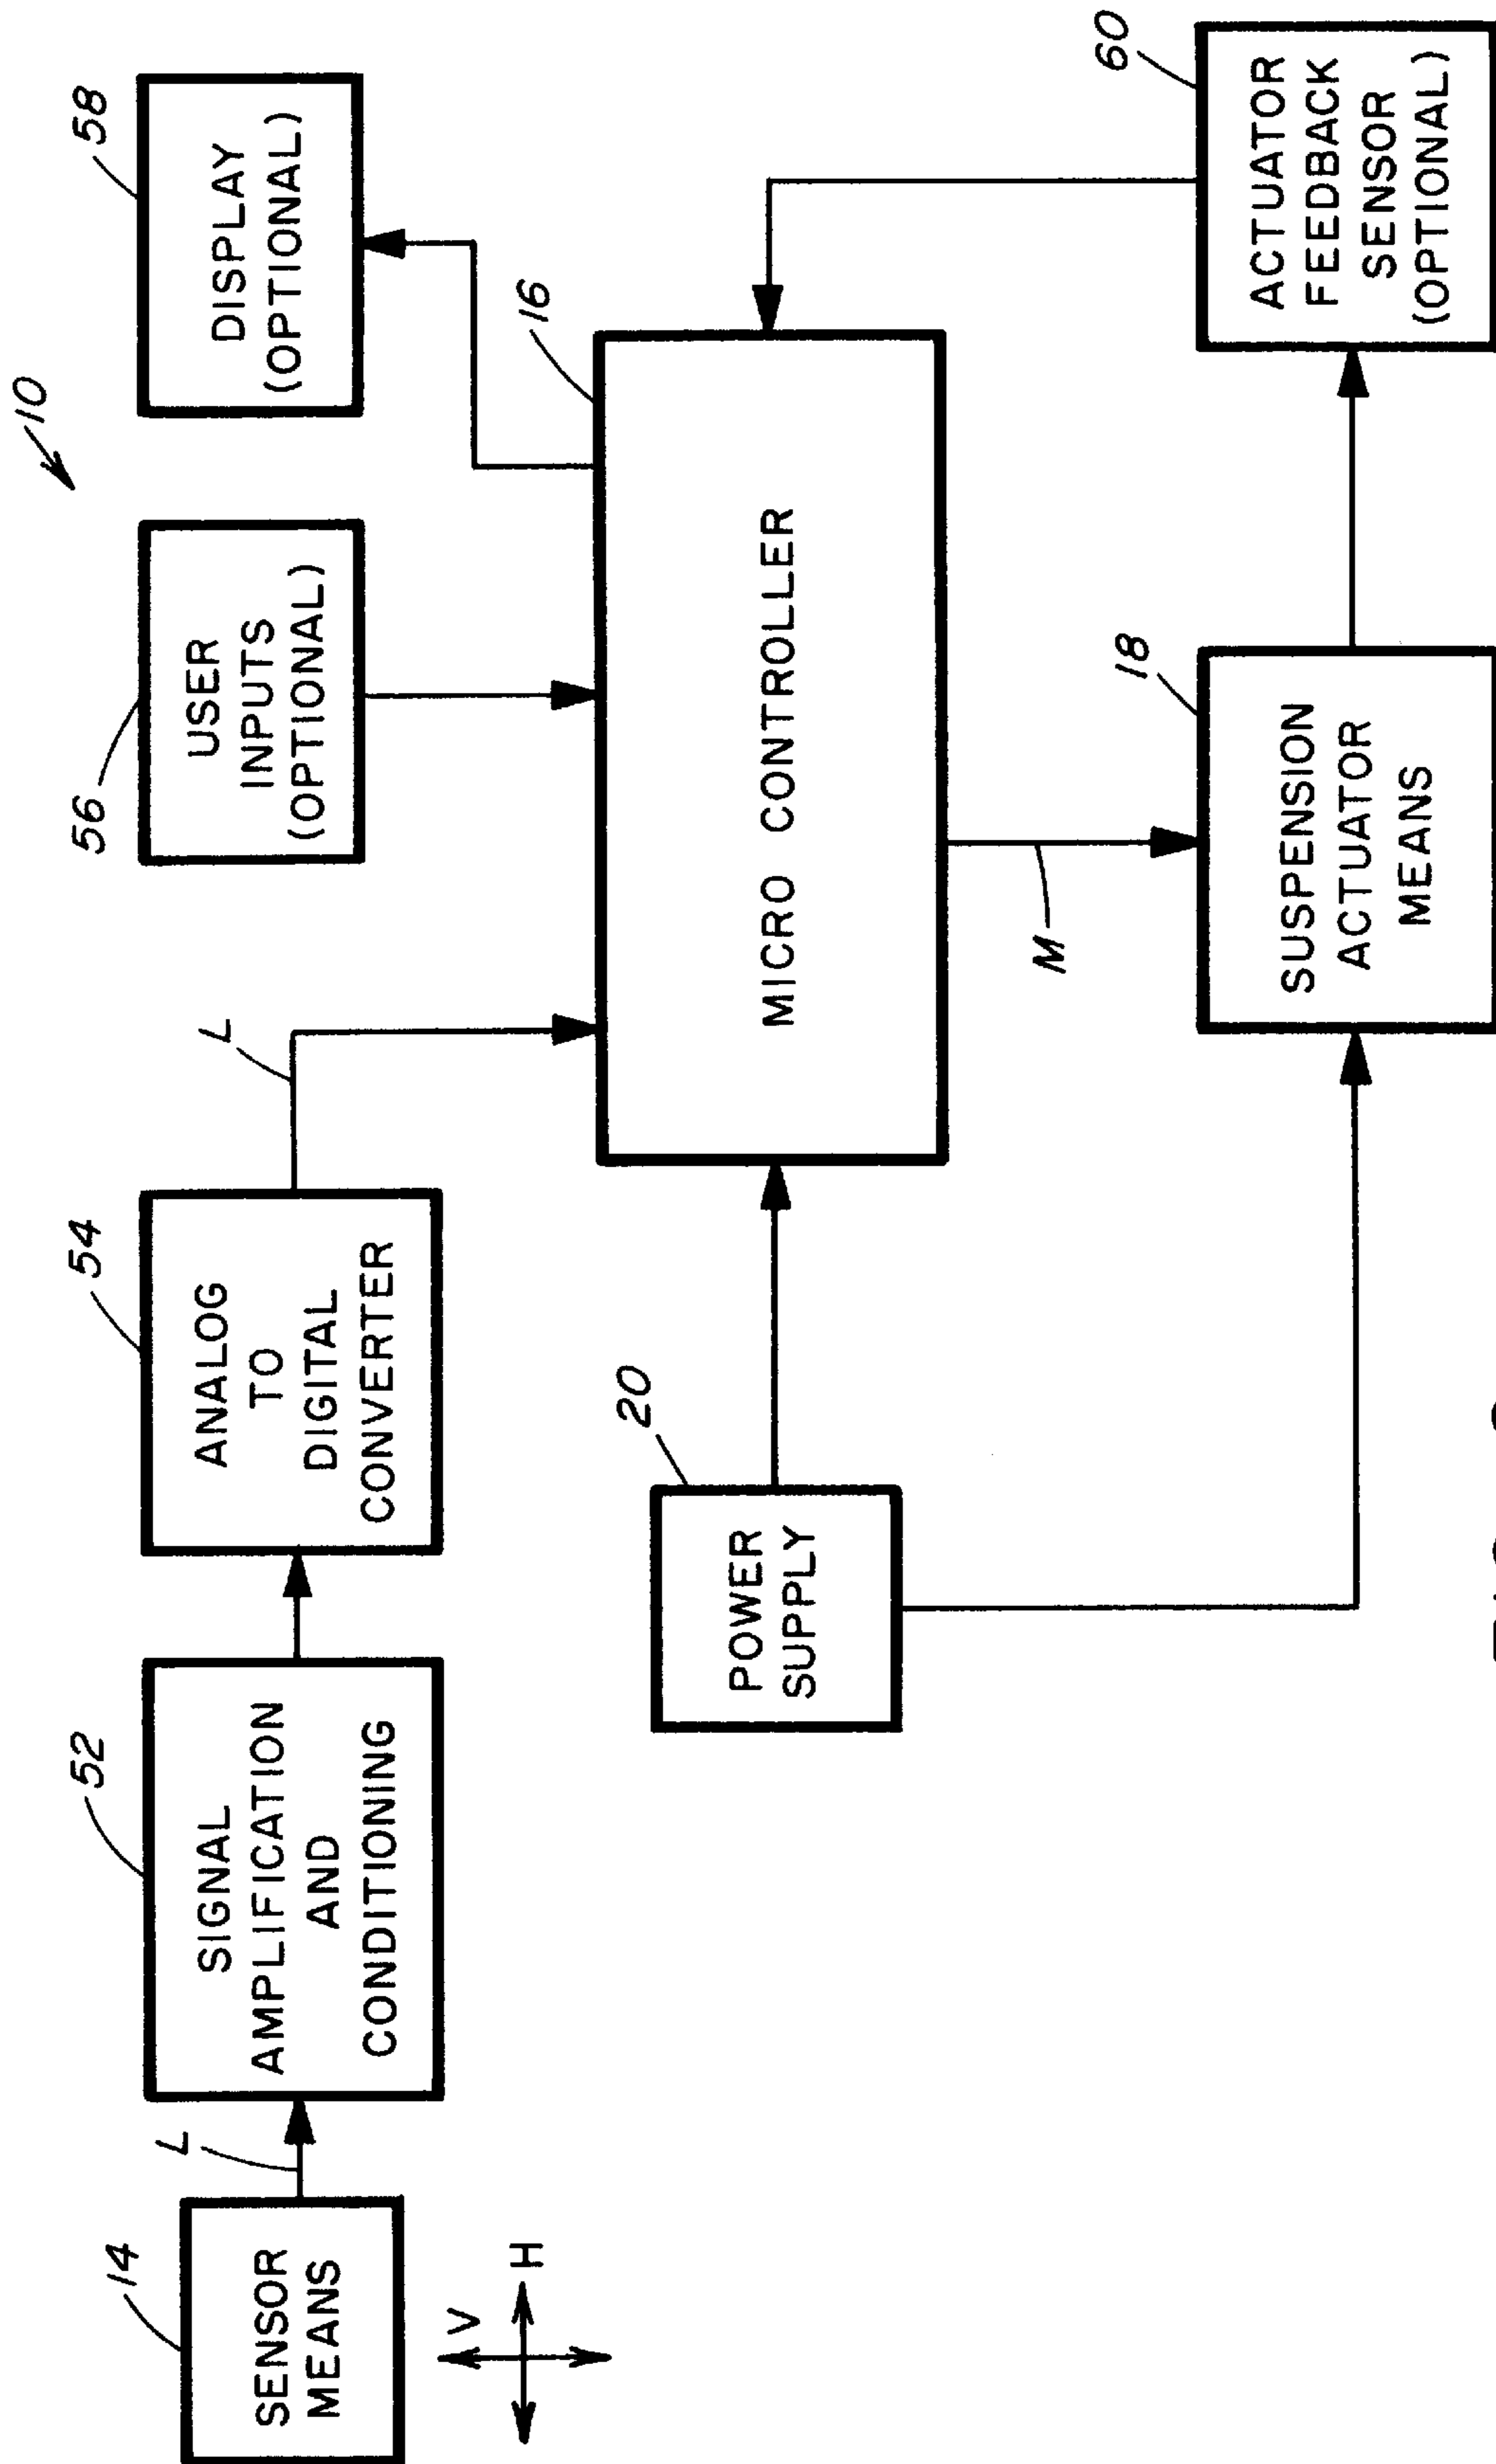 10
14
SENSOR
MEANS
V
H
L
52
SIGNAL
AMPLIFICATION
AND
CONDITIONING
54
ANALOG
TO
DIGITAL
CONVERTER
L
56
USER
INPUTS
(OPTIONAL)
58
DISPLAY
(OPTIONAL)
20
POWER
SUPPLY
16
MICRO CONTROLLER
M
18
SUSPENSION
ACTUATOR
MEANS
60
ACTUATOR
FEEDBACK
SENSOR
(OPTIONAL)